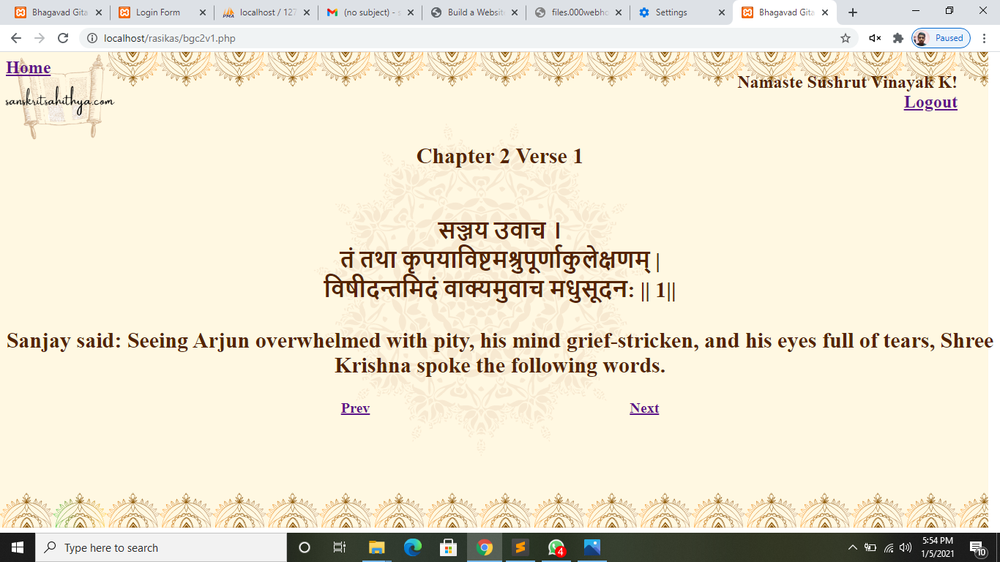 Bhagavad Gita
Login Form
localhost / 127
(no subject) - s
Build a Website
files.000webho
Settings
Bhagavad Gita
localhost/rasikas/bgc2v1.php
Paused
Home
sanskritsahithya.com
Namaste Sushrut Vinayak K!
Logout
Chapter 2 Verse 1
सञ्जय उवाच ।
तं तथा कृपयाविष्टमश्रुपूर्णाकुलेक्षणम् |
विषीदन्तमिदं वाक्यमुवाच मधुसूदन: || 1||
Sanjay said: Seeing Arjun overwhelmed with pity, his mind grief-stricken, and his eyes full of tears, Shree
Krishna spoke the following words.
Prev Next
Type here to search
4
5:54 PM
1/5/2021
10